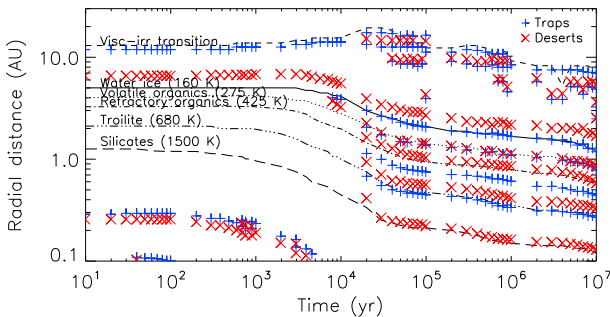 Traps
Deserts
Visc-irr transition
Water ice (160 K)
Volatile organics (275 K)
Refractory organics (425 K)
Troilite (680 K)
Silicates (1500 K)
Radial distance (AU)
10.0
1.0
0.1
10^1
10^2
10^3
10^4
10^5
10^6
10^7
Time (yr)